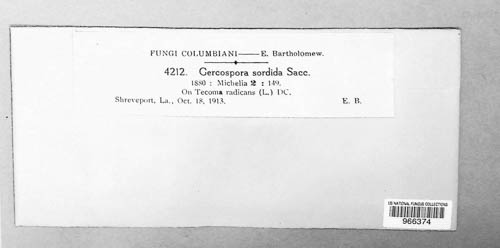 FUNGI COLUMBIANI—E. Bartholomew.
4212. Cercospora sordida Sacc.
1880 : Michelia 2 : 149.
On Tecoma radicans (L.) DC.
Shreveport, La., Oct. 18, 1913. E. B.
US NATIONAL FUNGUS COLLECTIONS
966374